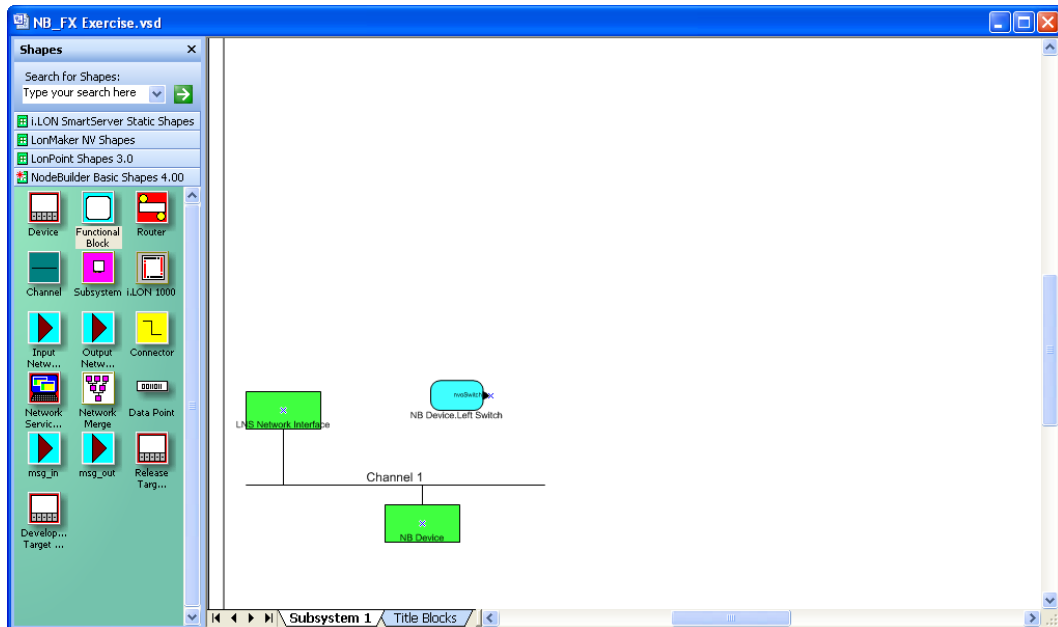 NB_FX Exercise.vsd
Shapes
Search for Shapes:
Type your search here
i.LON SmartServer Static Shapes
LonMaker NV Shapes
LonPoint Shapes 3.0
NodeBuilder Basic Shapes 4.00
Device
Functional Block
Router
Channel
Subsystem
i.LON 1000
Input Netw...
Output Netw...
Connector
Network Servic...
Network Merge
Data Point
msg_in
msg_out
Release Targ...
Develop... Target ...
nvoSwitch
NB Device.Left Switch
LNS Network Interface
Channel 1
NB Device
Subsystem 1
Title Blocks